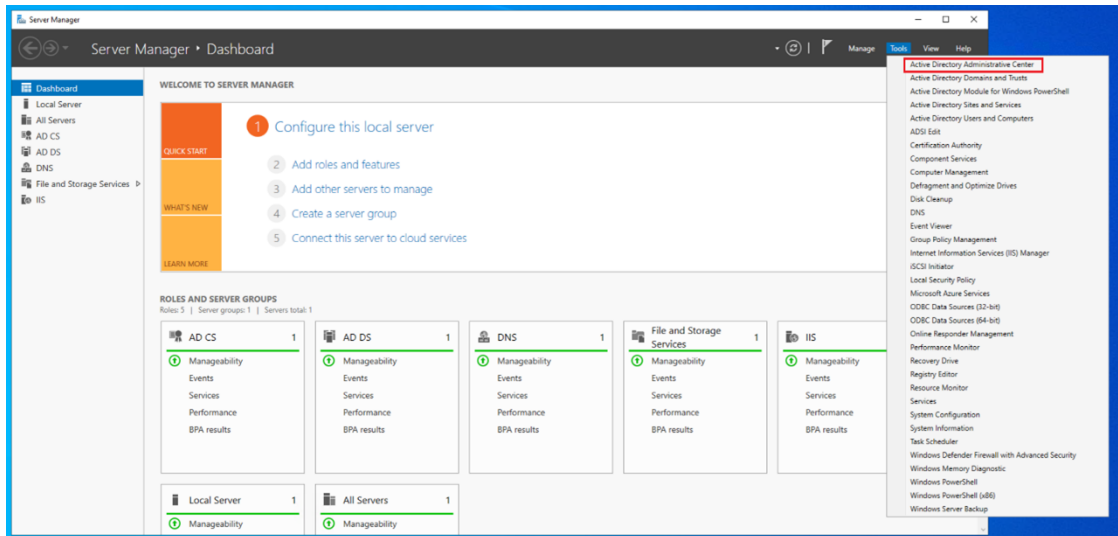 Server Manager
Server Manager • Dashboard
Manage Tools View Help
Dashboard
Local Server
All Servers
AD CS
AD DS
DNS
File and Storage Services
IIS
WELCOME TO SERVER MANAGER
QUICK START
WHAT'S NEW
LEARN MORE
1 Configure this local server
2 Add roles and features
3 Add other servers to manage
4 Create a server group
5 Connect this server to cloud services
ROLES AND SERVER GROUPS
Roles: 5 | Server groups: 1 | Servers total: 1
AD CS 1
Manageability
Events
Services
Performance
BPA results
AD DS 1
Manageability
Events
Services
Performance
BPA results
DNS 1
Manageability
Events
Services
Performance
BPA results
File and Storage
Services 1
Manageability
Events
Services
Performance
BPA results
IIS
Manageability
Events
Services
Performance
BPA results
Local Server 1
Manageability
All Servers 1
Manageability
Active Directory Administrative Center
Active Directory Domains and Trusts
Active Directory Module for Windows PowerShell
Active Directory Sites and Services
Active Directory Users and Computers
ADSI Edit
Certification Authority
Component Services
Computer Management
Defragment and Optimize Drives
Disk Cleanup
DNS
Event Viewer
Group Policy Management
Internet Information Services (IIS) Manager
iSCSI Initiator
Local Security Policy
Microsoft Azure Services
ODBC Data Sources (32-bit)
ODBC Data Sources (64-bit)
Online Responder Management
Performance Monitor
Recovery Drive
Registry Editor
Resource Monitor
Services
System Configuration
System Information
Task Scheduler
Windows Defender Firewall with Advanced Security
Windows Memory Diagnostic
Windows PowerShell
Windows PowerShell (x86)
Windows Server Backup